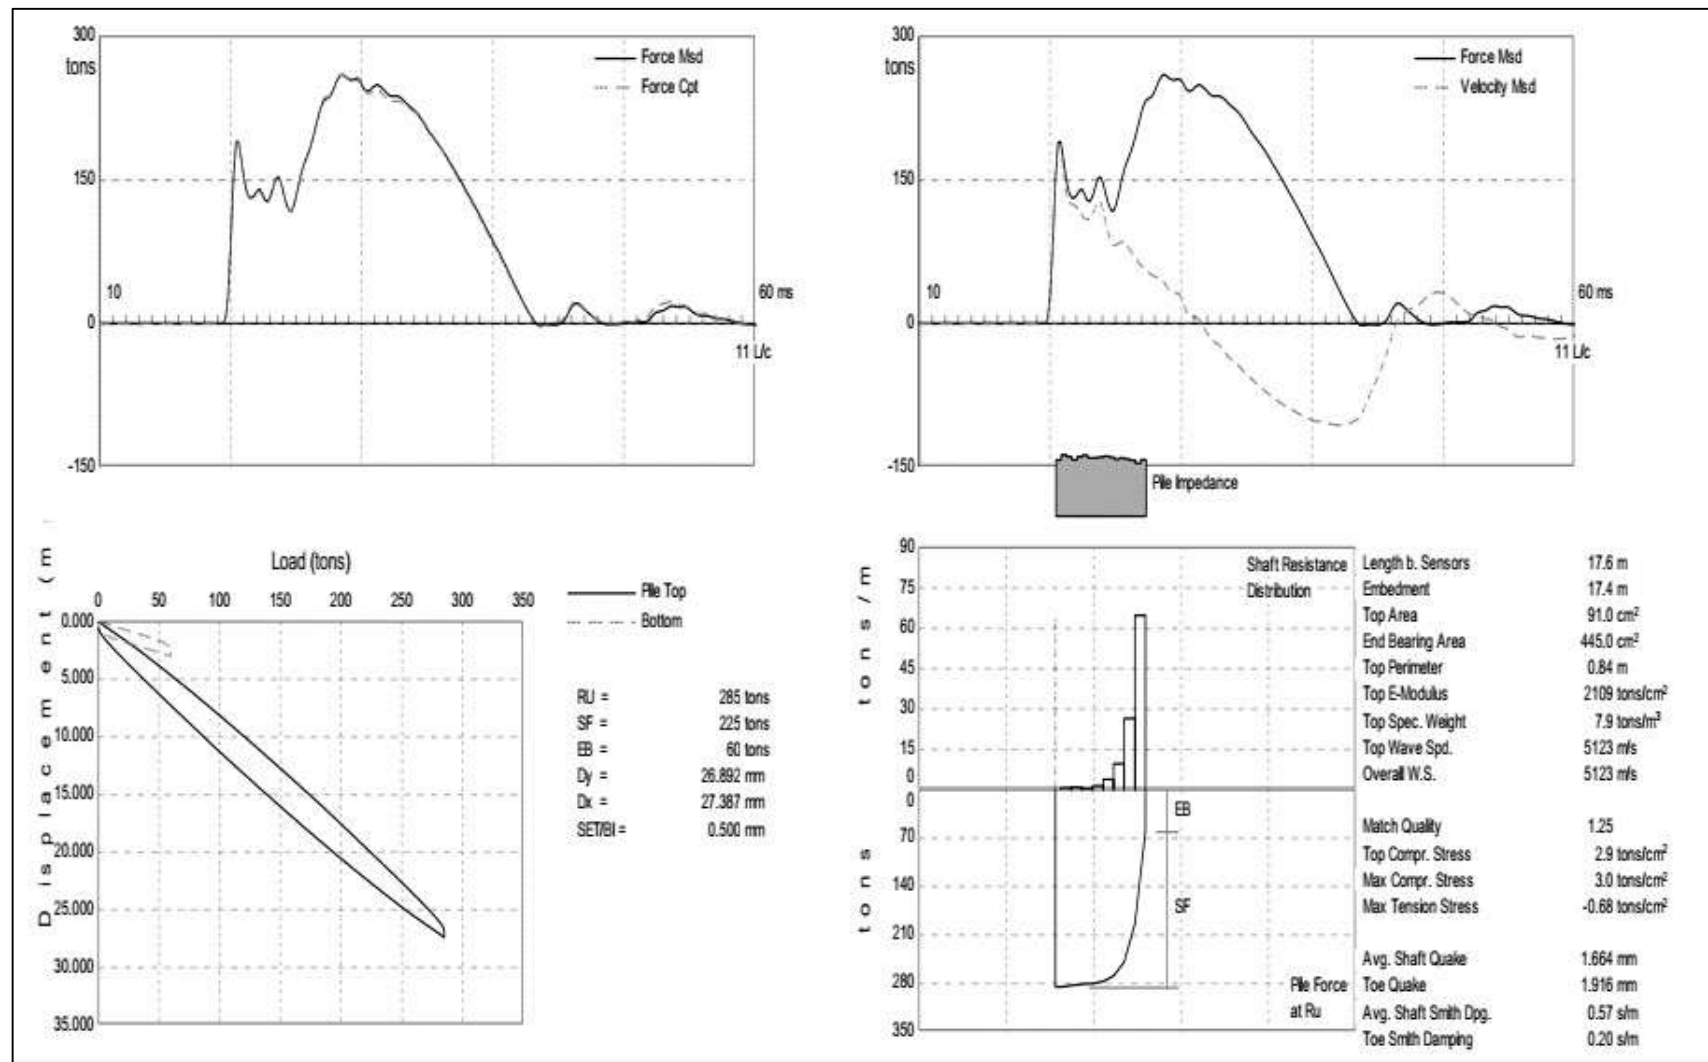 300
tons
Force Msd
Force Cpt
150
10
60 ms
0
11 L/c
-150
300
tons
Force Msd
Velocity Msd
150
10
60 ms
0
11 L/c
-150
Pile Impedance
Load (tons)
0 50 100 150 200 250 300 350
Displacement (m
0.000
5.000
10.000
15.000
20.000
25.000
30.000
35.000
Pile Top
Bottom
RU = 285 tons
SF = 225 tons
EB = 60 tons
Dy = 26.892 mm
Dx = 27.387 mm
SET/Bl = 0.500 mm
tons/m
90
75
60
45
30
15
0
Shaft Resistance
Distribution
tons
0
70
140
210
280
350
EB
SF
Pile Force
at Ru
Length b. Sensors 17.6 m
Embedment 17.4 m
Top Area 91.0 cm²
End Bearing Area 445.0 cm²
Top Perimeter 0.84 m
Top E-Modulus 2109 tons/cm²
Top Spec. Weight 7.9 tons/m³
Top Wave Spd. 5123 m/s
Overall W.S. 5123 m/s
Match Quality 1.25
Top Compr. Stress 2.9 tons/cm²
Max Compr. Stress 3.0 tons/cm²
Max Tension Stress -0.68 tons/cm²
Avg. Shaft Quake 1.664 mm
Toe Quake 1.916 mm
Avg. Shaft Smith Dpg. 0.57 s/m
Toe Smith Damping 0.20 s/m